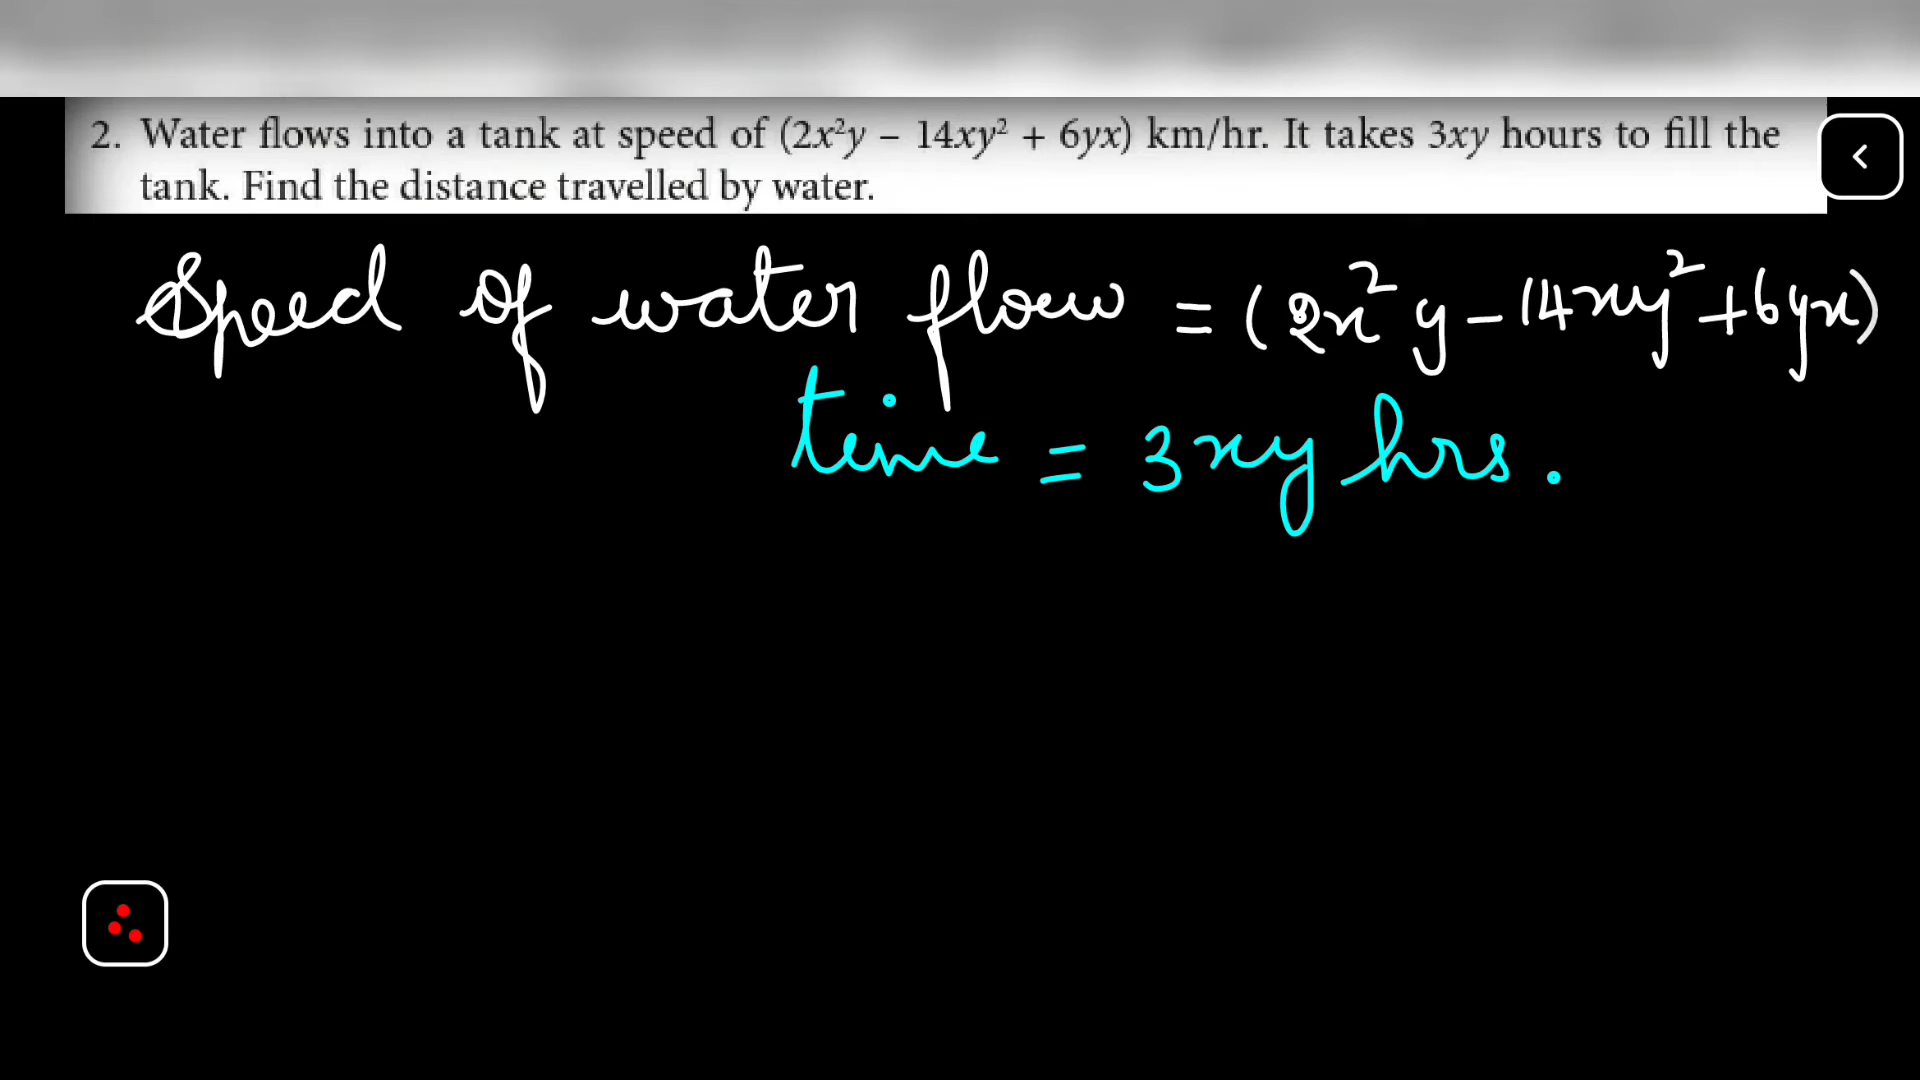 2. Water flows into a tank at speed of (2x²y – 14xy² + 6yx) km/hr. It takes 3xy hours to fill the
tank. Find the distance travelled by water.
Speed of water flow = (2x²y - 14xy² + 6yx)
time = 3xy hrs.